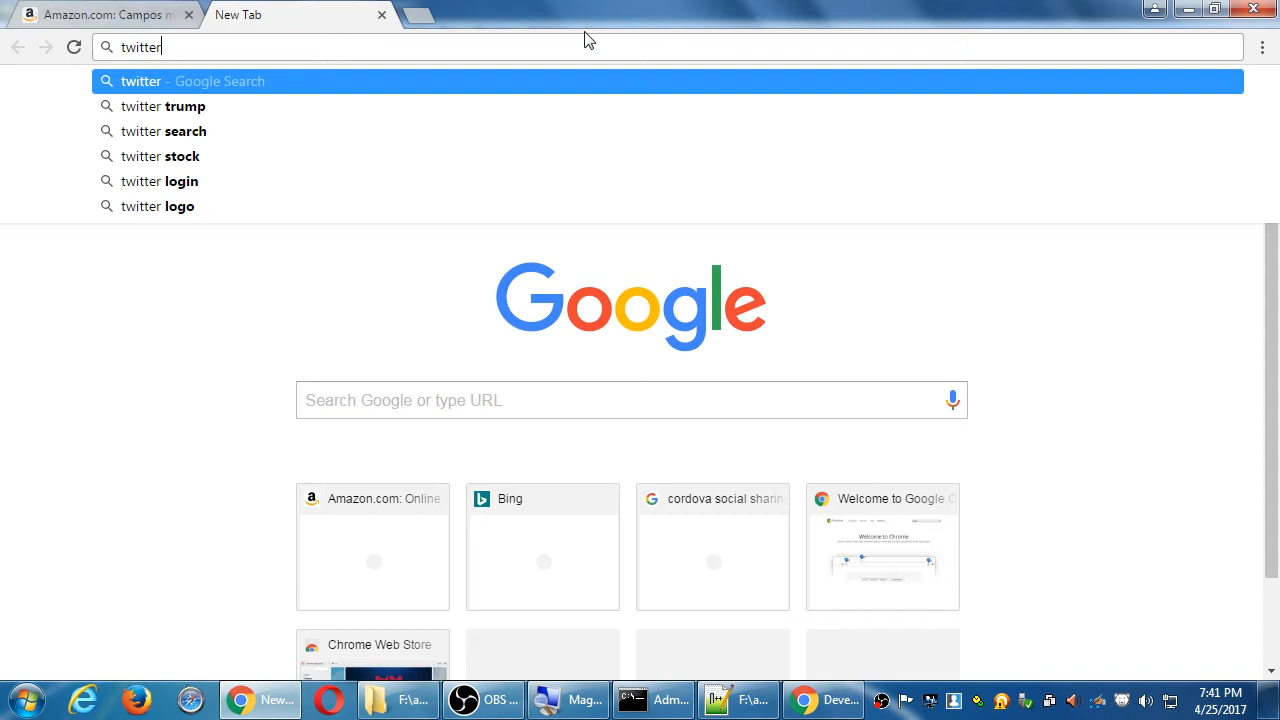 Amazon.com: Campos m
New Tab
twitter
twitter - Google Search
twitter trump
twitter search
twitter stock
twitter login
twitter logo
Google
Search Google or type URL
Amazon.com: Online
Bing
cordova social sharin
Welcome to Google C
Welcome to Chrome
Chrome Web Store
New...
F:\a...
OBS ...
Mag...
Adm...
F:\a...
Deve...
7:41 PM
4/25/2017